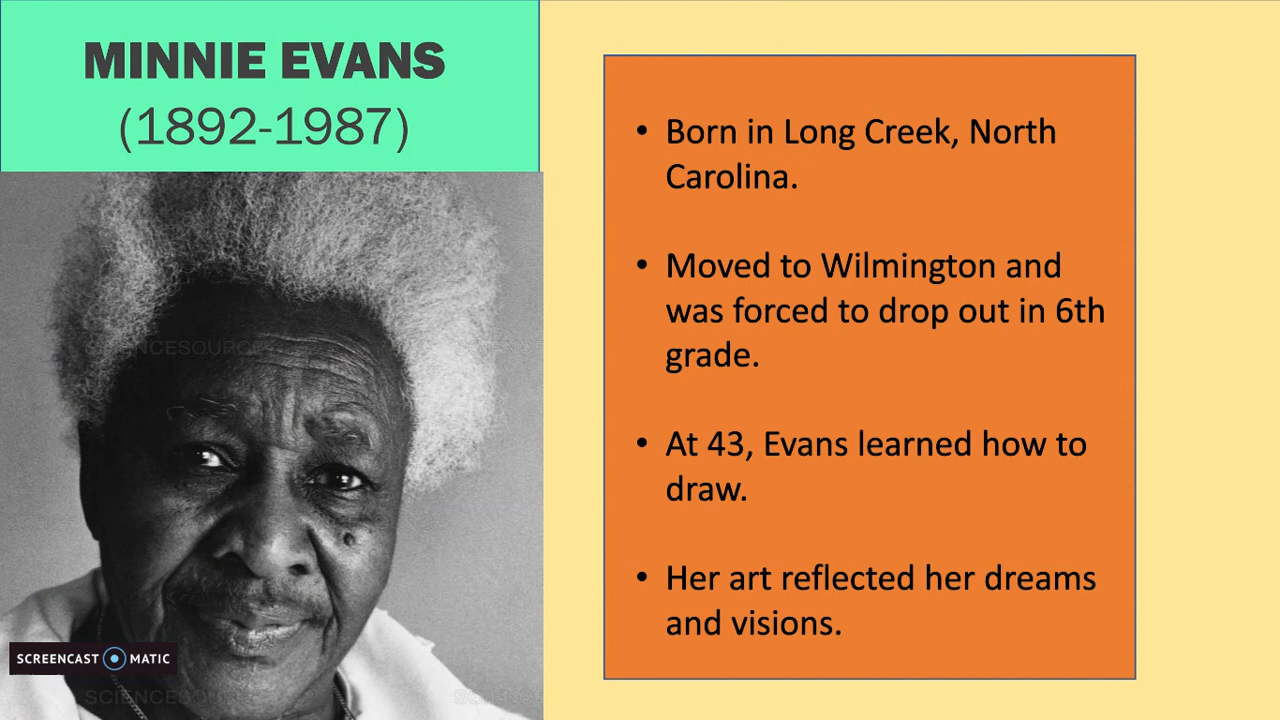 MINNIE EVANS
(1892-1987)
• Born in Long Creek, North
Carolina.
• Moved to Wilmington and
was forced to drop out in 6th
grade.
• At 43, Evans learned how to
draw.
• Her art reflected her dreams
and visions.
SCIENCESOURCE
SCREENCAST MATIC
SCIENCESOURCE